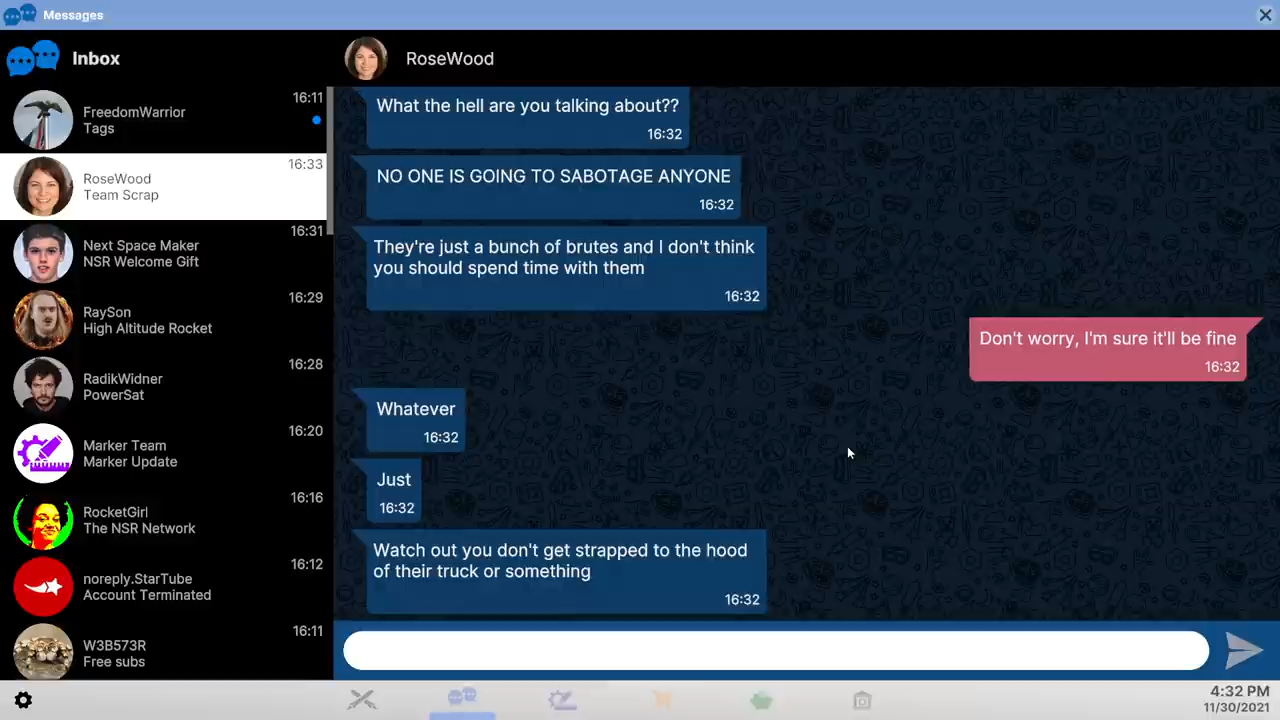 Messages
Inbox
FreedomWarrior
Tags
16:11
RoseWood
Team Scrap
16:33
Next Space Maker
NSR Welcome Gift
16:31
RaySon
High Altitude Rocket
16:29
RadikWidner
PowerSat
16:28
Marker Team
Marker Update
16:20
RocketGirl
The NSR Network
16:16
noreply.StarTube
Account Terminated
16:12
W3B573R
Free subs
16:11
RoseWood
What the hell are you talking about??
16:32
NO ONE IS GOING TO SABOTAGE ANYONE
16:32
They're just a bunch of brutes and I don't think
you should spend time with them
16:32
Don't worry, I'm sure it'll be fine
16:32
Whatever
16:32
Just
16:32
Watch out you don't get strapped to the hood
of their truck or something
16:32
4:32 PM
11/30/2021